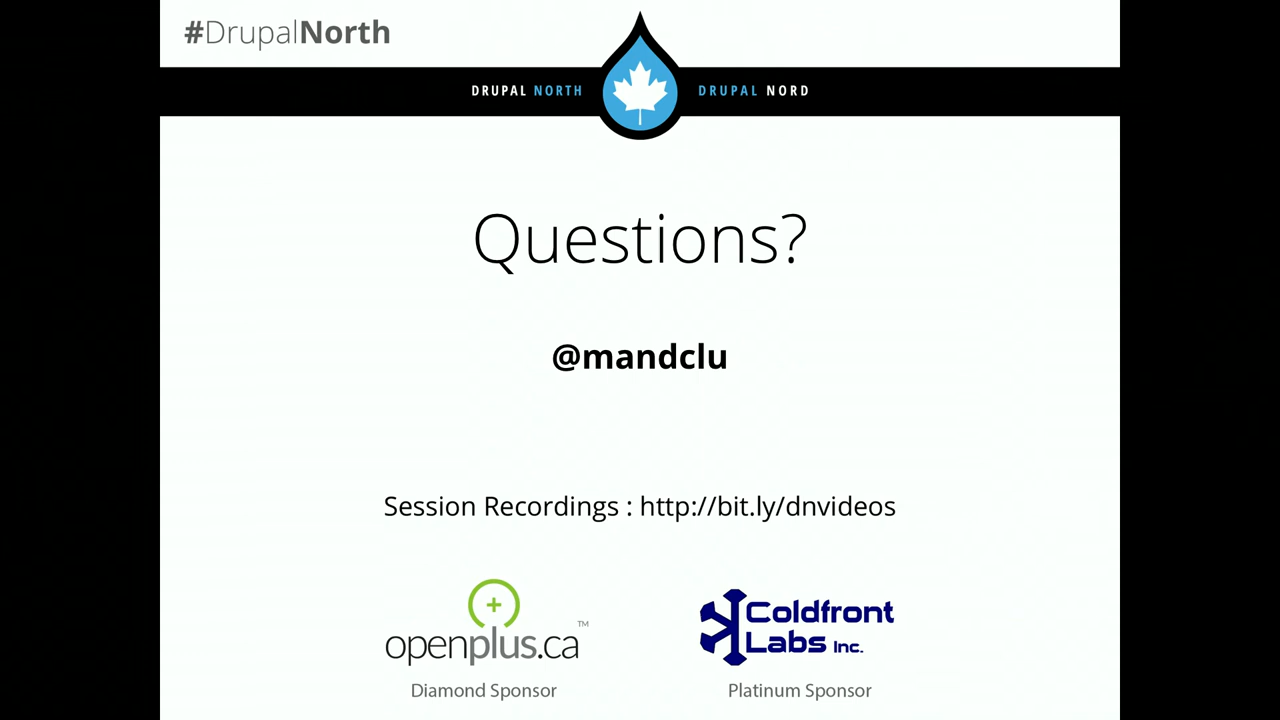 #DrupalNorth
DRUPAL NORTH DRUPAL NORD
Questions?
@mandclu
Session Recordings : http://bit.ly/dnvideos
openplus.ca™
Coldfront
Labs Inc.
Diamond Sponsor
Platinum Sponsor